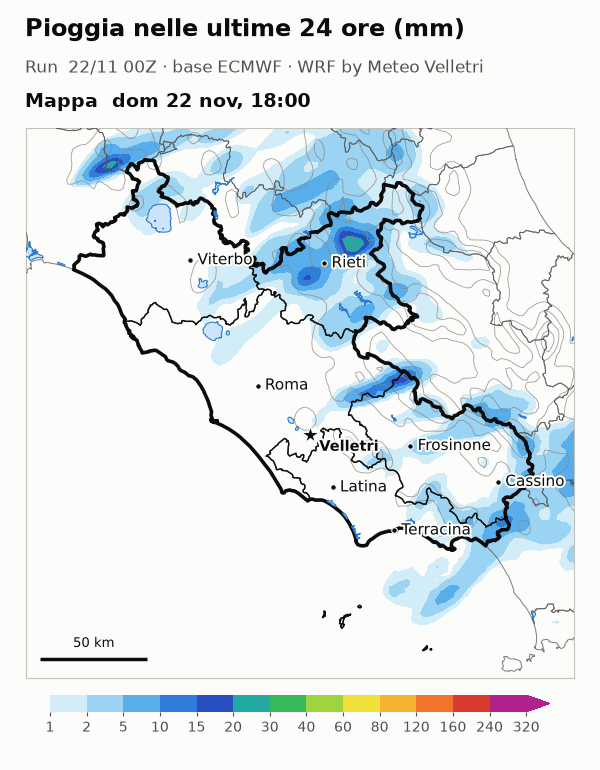 Pioggia nelle ultime 24 ore (mm)
Run  22/11 00Z · base ECMWF · WRF by Meteo Velletri
Mappa  dom 22 nov, 18:00
Viterbo
Rieti
Roma
Velletri
Frosinone
Latina
Cassino
Terracina
50 km
1 2 5 10 15 20 30 40 60 80 120 160 240 320